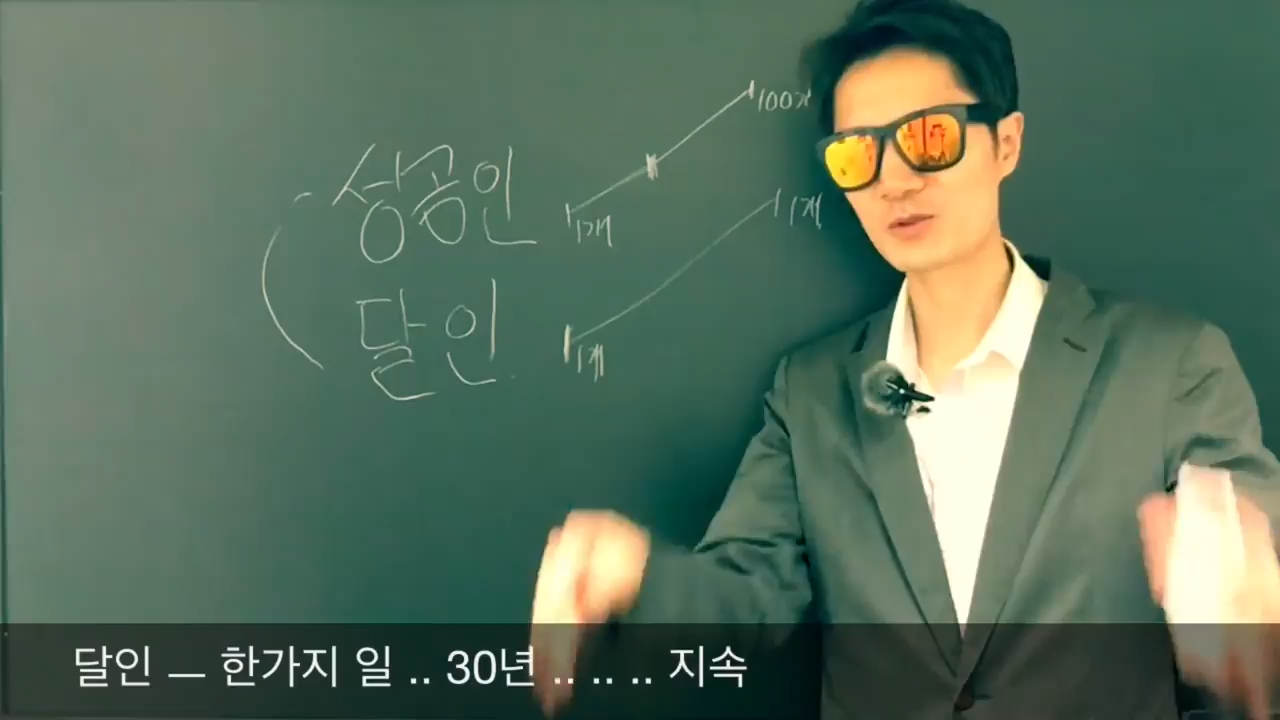 상공인
1개
100개
달인
1개
1개
달인 ㅡ 한가지 일 .. 30년 .. .. .. 지속